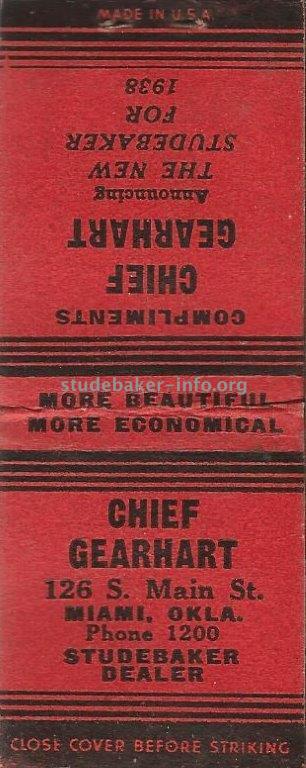 MADE IN U.S.A
COMPLIMENTS
CHIEF
GEARHART
Announcing
THE NEW
STUDEBAKER
FOR
1938
studebaker-info.org
MORE BEAUTIFUL
MORE ECONOMICAL
CHIEF
GEARHART
126 S. Main St.
MIAMI, OKLA.
Phone 1200
STUDEBAKER
DEALER
CLOSE COVER BEFORE STRIKING